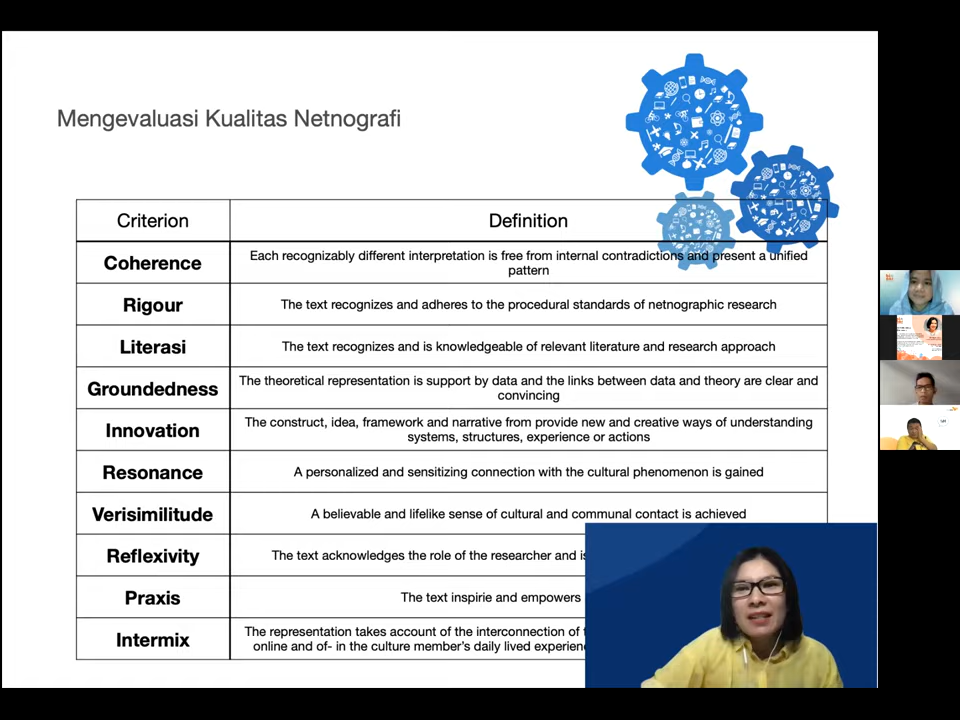 Mengevaluasi Kualitas Netnografi
Criterion
Definition
Coherence
Each recognizably different interpretation is free from internal contradictions and present a unified
pattern
Rigour
The text recognizes and adheres to the procedural standards of netnographic research
Literasi
The text recognizes and is knowledgeable of relevant literature and research approach
Groundedness
The theoretical representation is support by data and the links between data and theory are clear and
convincing
Innovation
The construct, idea, framework and narrative from provide new and creative ways of understanding
systems, structures, experience or actions
Resonance
A personalized and sensitizing connection with the cultural phenomenon is gained
Verisimilitude
A believable and lifelike sense of cultural and communal contact is achieved
Reflexivity
The text acknowledges the role of the researcher and is
Praxis
The text inspirie and empowers
Intermix
The representation takes account of the interconnection of
online and of- in the culture member's daily lived